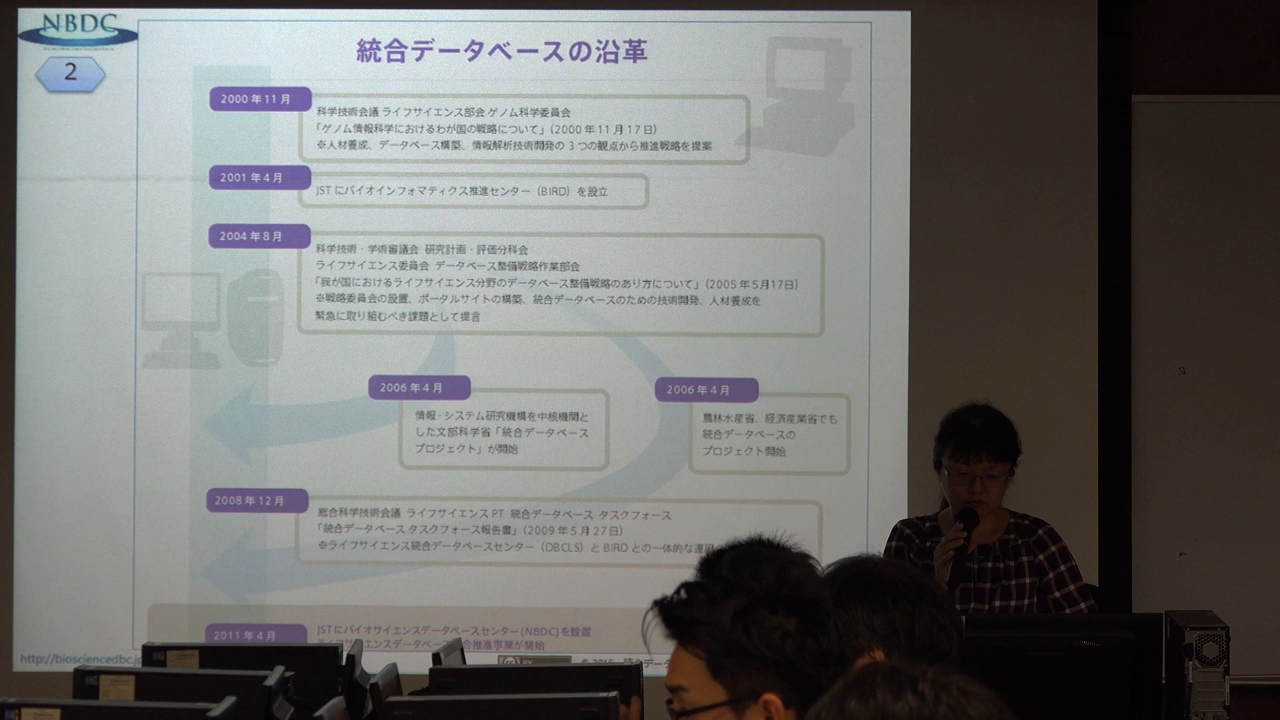 NBDC
2
統合データベースの沿革
2000年11月
科学技術会議 ライフサイエンス部会 ゲノム科学委員会
「ゲノム情報科学におけるわが国の戦略について」（2000年11月17日）
※人材養成、データベース構築、情報解析技術開発の3つの観点から推進戦略を提案
2001年4月
JSTにバイオインフォマティクス推進センター（BIRD）を設立
2004年8月
科学技術・学術審議会 研究計画・評価分科会
ライフサイエンス委員会 データベース整備戦略作業部会
「我が国におけるライフサイエンス分野のデータベース整備戦略のあり方について」（2005年5月17日）
※戦略委員会の設置、ポータルサイトの構築、統合データベースのための技術開発、人材養成を
緊急に取り組むべき課題として提言
2006年4月
情報・システム研究機構を中核機関と
した文部科学省「統合データベース
プロジェクト」が開始
2006年4月
農林水産省、経済産業省でも
統合データベースの
プロジェクト開始
2008年12月
総合科学技術会議 ライフサイエンスPT 統合データベース タスクフォース
「統合データベース タスクフォース報告書」（2009年5月27日）
※ライフサイエンス統合データベースセンター（DBCLS）とBIRDとの一体的な運用
2011年4月
JSTにバイオサイエンスデータベースセンター(NBDC)を設置
ライフサイエンスデータベース統合推進事業が開始
http://biosciencedbc.jp